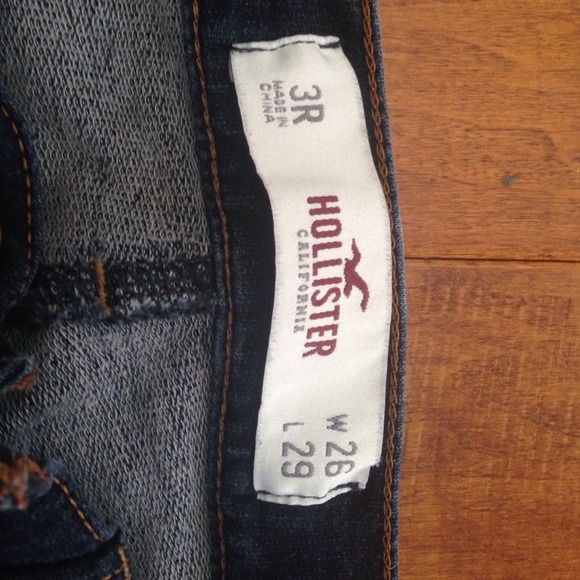 3R
MADE IN
CHINA
HOLLISTER
CALIFORNIA
W 26
L 29